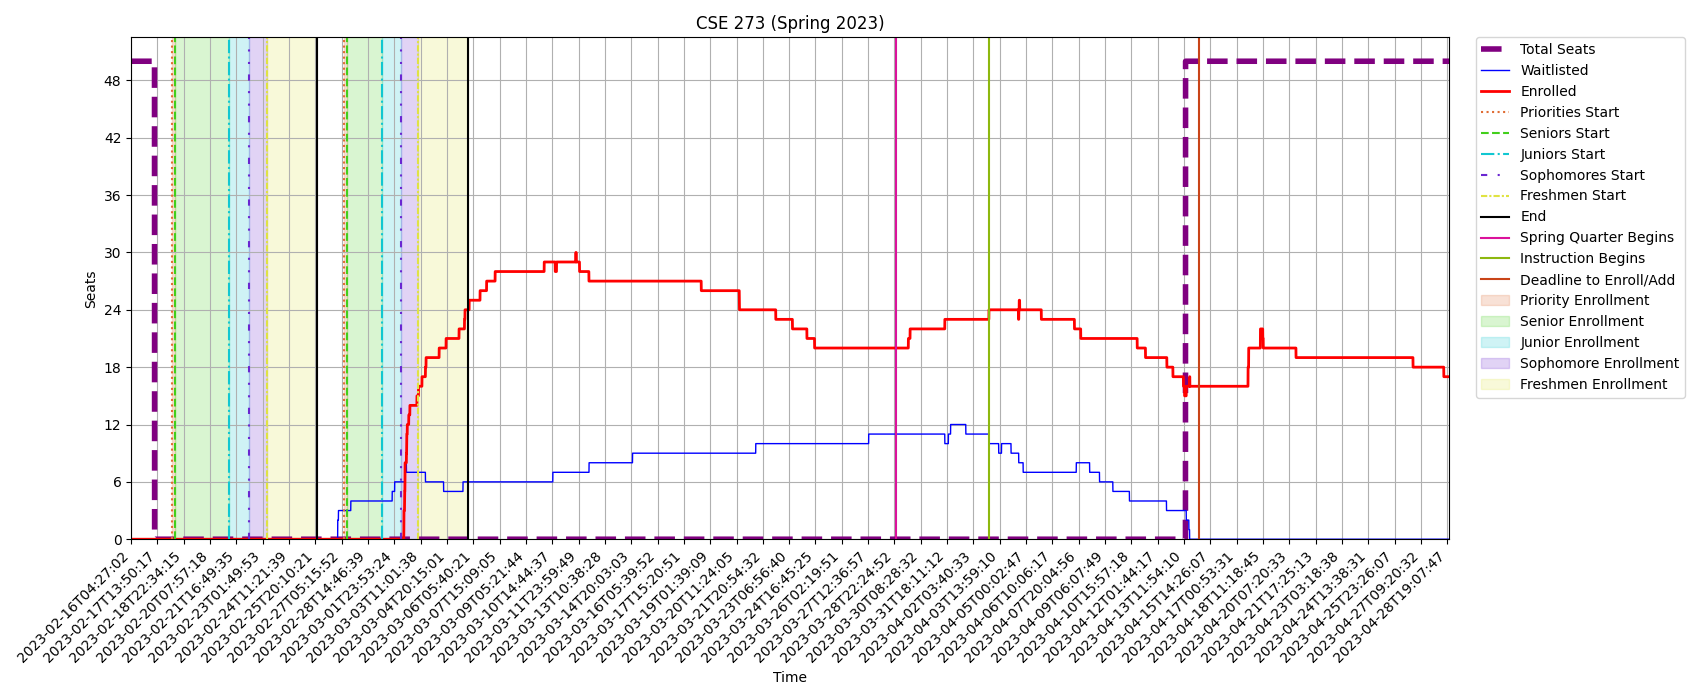 CSE 273 (Spring 2023)
Seats
48
42
36
30
24
18
12
6
0
2023-02-16T04:27:02
2023-02-17T13:50:17
2023-02-18T22:34:15
2023-02-20T07:57:18
2023-02-21T16:49:35
2023-02-23T01:49:53
2023-02-24T11:21:39
2023-02-25T20:10:21
2023-02-27T05:15:52
2023-02-28T14:46:39
2023-03-01T23:53:24
2023-03-03T11:01:38
2023-03-04T20:15:01
2023-03-06T05:40:21
2023-03-07T15:09:05
2023-03-09T05:21:44
2023-03-10T14:44:37
2023-03-11T23:59:49
2023-03-13T10:38:28
2023-03-14T20:03:03
2023-03-16T05:39:52
2023-03-17T15:20:51
2023-03-19T01:39:09
2023-03-20T11:24:05
2023-03-21T20:54:32
2023-03-23T06:56:40
2023-03-24T16:45:25
2023-03-26T02:19:51
2023-03-27T12:36:57
2023-03-28T22:24:52
2023-03-30T08:28:32
2023-03-31T18:11:12
2023-04-02T03:40:33
2023-04-03T13:59:10
2023-04-05T00:02:47
2023-04-06T10:06:17
2023-04-07T20:04:56
2023-04-09T06:07:49
2023-04-10T15:57:18
2023-04-12T01:44:17
2023-04-13T11:54:10
2023-04-15T14:26:07
2023-04-17T00:53:31
2023-04-18T11:18:45
2023-04-20T07:20:33
2023-04-21T17:25:13
2023-04-23T03:18:38
2023-04-24T13:38:31
2023-04-25T23:26:07
2023-04-27T09:20:32
2023-04-28T19:07:47
Time
Total Seats
Waitlisted
Enrolled
Priorities Start
Seniors Start
Juniors Start
Sophomores Start
Freshmen Start
End
Spring Quarter Begins
Instruction Begins
Deadline to Enroll/Add
Priority Enrollment
Senior Enrollment
Junior Enrollment
Sophomore Enrollment
Freshmen Enrollment